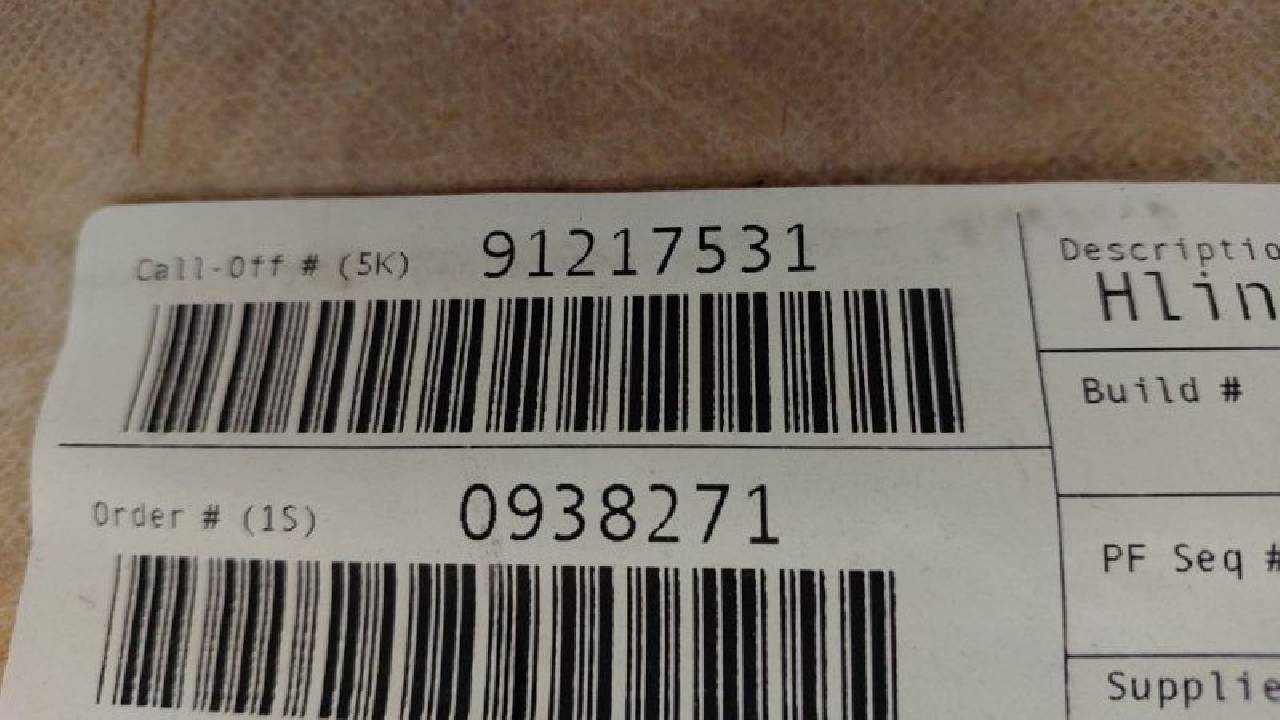 Call-Off # (5K) 91217531
Descriptio
Hlin
Build #
Order # (1S) 0938271
PF Seq #
Supplie